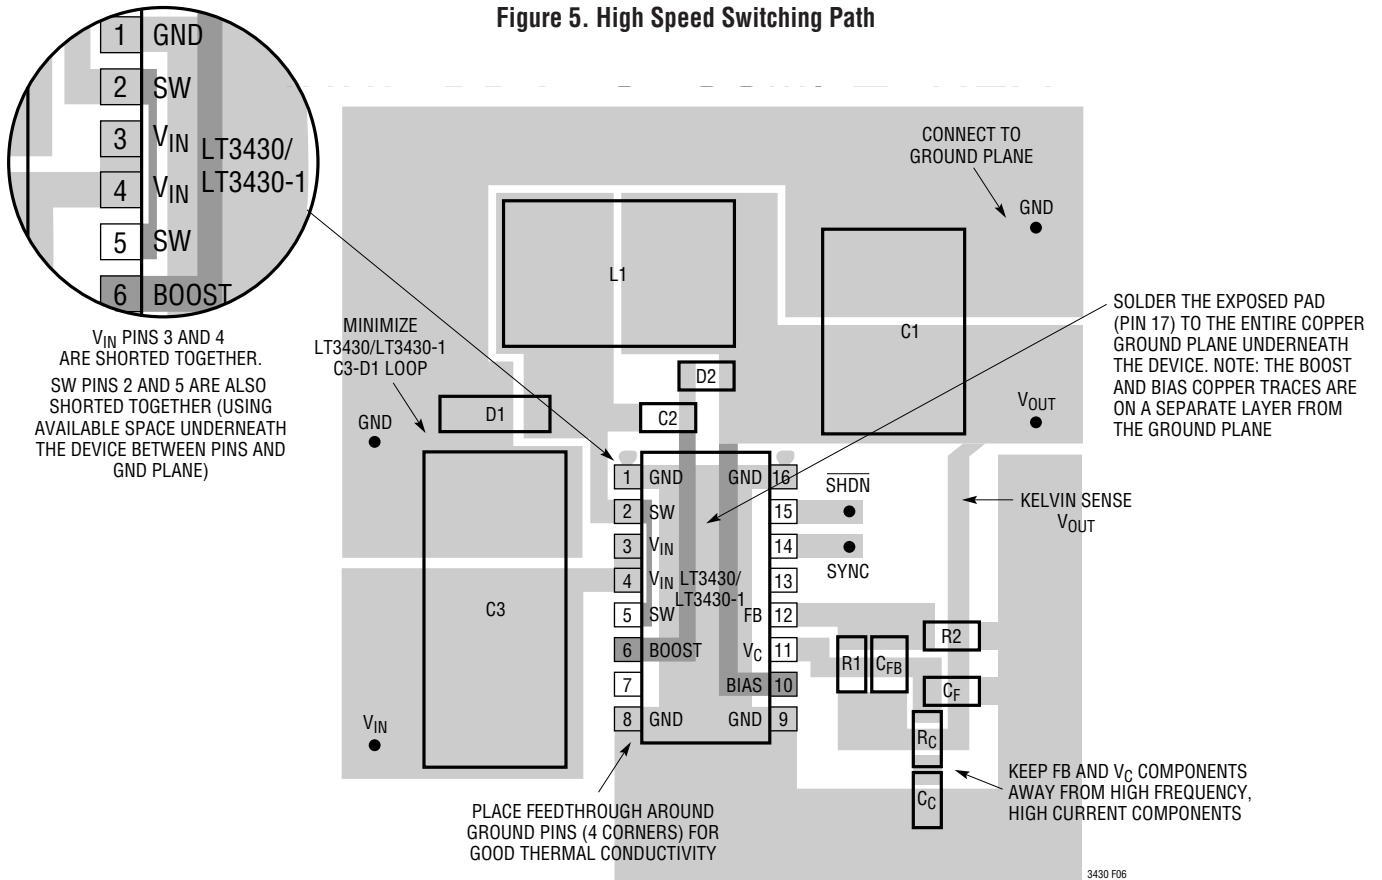 Figure 5. High Speed Switching Path
1 GND
2 SW
3 VIN
4 VIN
5 SW
6 BOOST
LT3430/
LT3430-1
VIN PINS 3 AND 4
ARE SHORTED TOGETHER.
SW PINS 2 AND 5 ARE ALSO
SHORTED TOGETHER (USING
AVAILABLE SPACE UNDERNEATH
THE DEVICE BETWEEN PINS AND
GND PLANE)
CONNECT TO
GROUND PLANE
GND
L1
C1
MINIMIZE
LT3430/LT3430-1
C3-D1 LOOP
D2
D1
C2
GND
VOUT
SOLDER THE EXPOSED PAD
(PIN 17) TO THE ENTIRE COPPER
GROUND PLANE UNDERNEATH
THE DEVICE. NOTE: THE BOOST
AND BIAS COPPER TRACES ARE
ON A SEPARATE LAYER FROM
THE GROUND PLANE
1 GND
2 SW
3 VIN
4 VIN
5 SW
6 BOOST
7
8 GND
LT3430/
LT3430-1
GND 16
15
14
13
FB 12
VC 11
BIAS 10
GND 9
SHDN
SYNC
KELVIN SENSE
VOUT
C3
R2
R1
CFB
CF
RC
CC
VIN
KEEP FB AND VC COMPONENTS
AWAY FROM HIGH FREQUENCY,
HIGH CURRENT COMPONENTS
PLACE FEEDTHROUGH AROUND
GROUND PINS (4 CORNERS) FOR
GOOD THERMAL CONDUCTIVITY
3430 F06